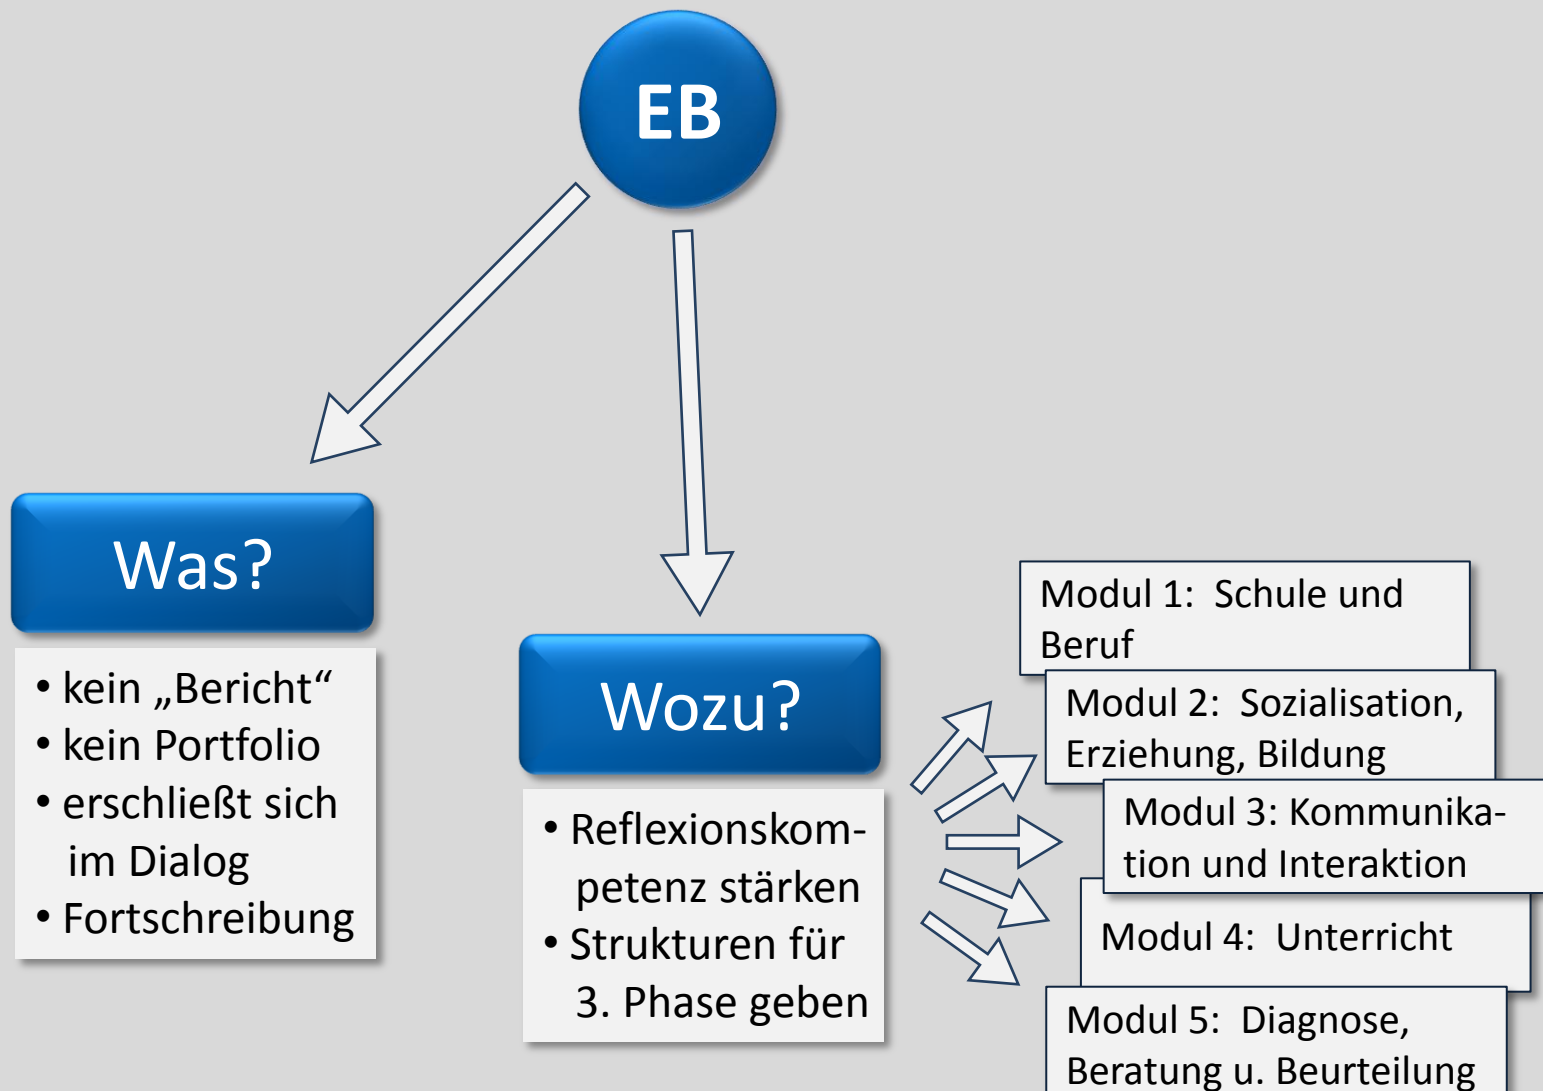 EB
Was?
• kein „Bericht“
• kein Portfolio
• erschließt sich
im Dialog
• Fortschreibung
Wozu?
• Reflexionskom-
petenz stärken
• Strukturen für
3. Phase geben
Modul 1:  Schule und
Beruf
Modul 2:  Sozialisation,
Erziehung, Bildung
Modul 3: Kommunika-
tion und Interaktion
Modul 4:  Unterricht
Modul 5:  Diagnose,
Beratung u. Beurteilung